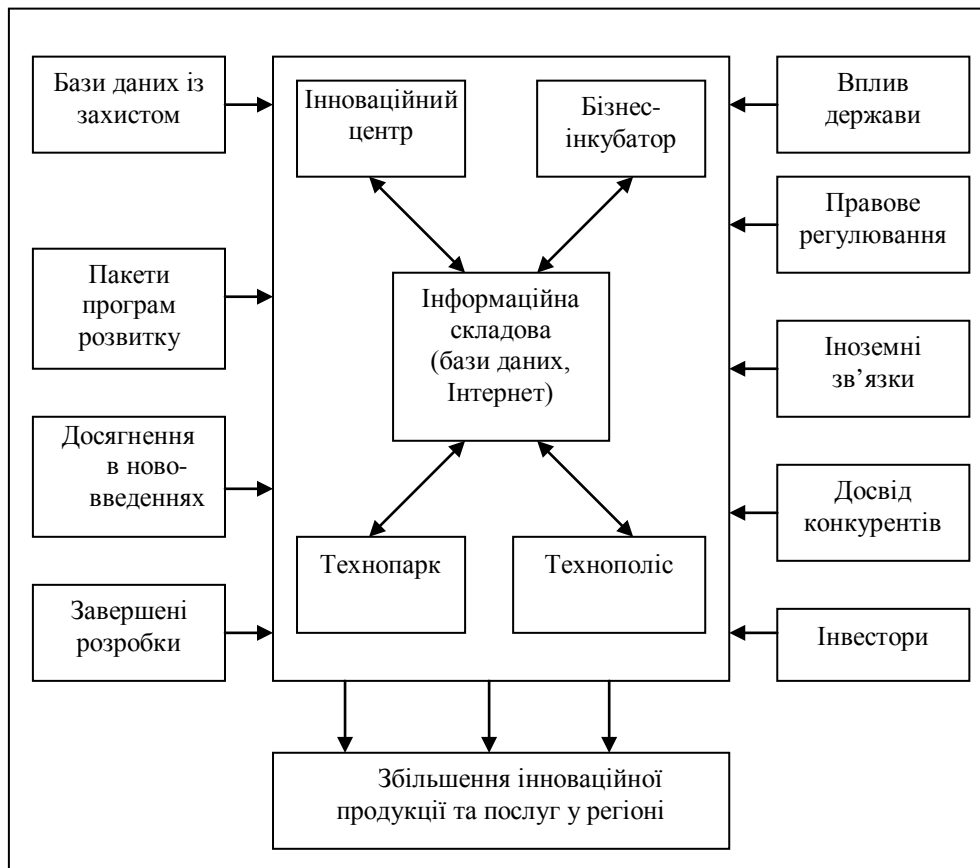 Бази даних із
захистом
Пакети
програм
розвитку
Досягнення
в ново-
введеннях
Завершені
розробки
Інноваційний
центр
Бізнес-
інкубатор
Інформаційна
складова
(бази даних,
Інтернет)
Технопарк
Технополіс
Вплив
держави
Правове
регулювання
Іноземні
зв’язки
Досвід
конкурентів
Інвестори
Збільшення інноваційної
продукції та послуг у регіоні